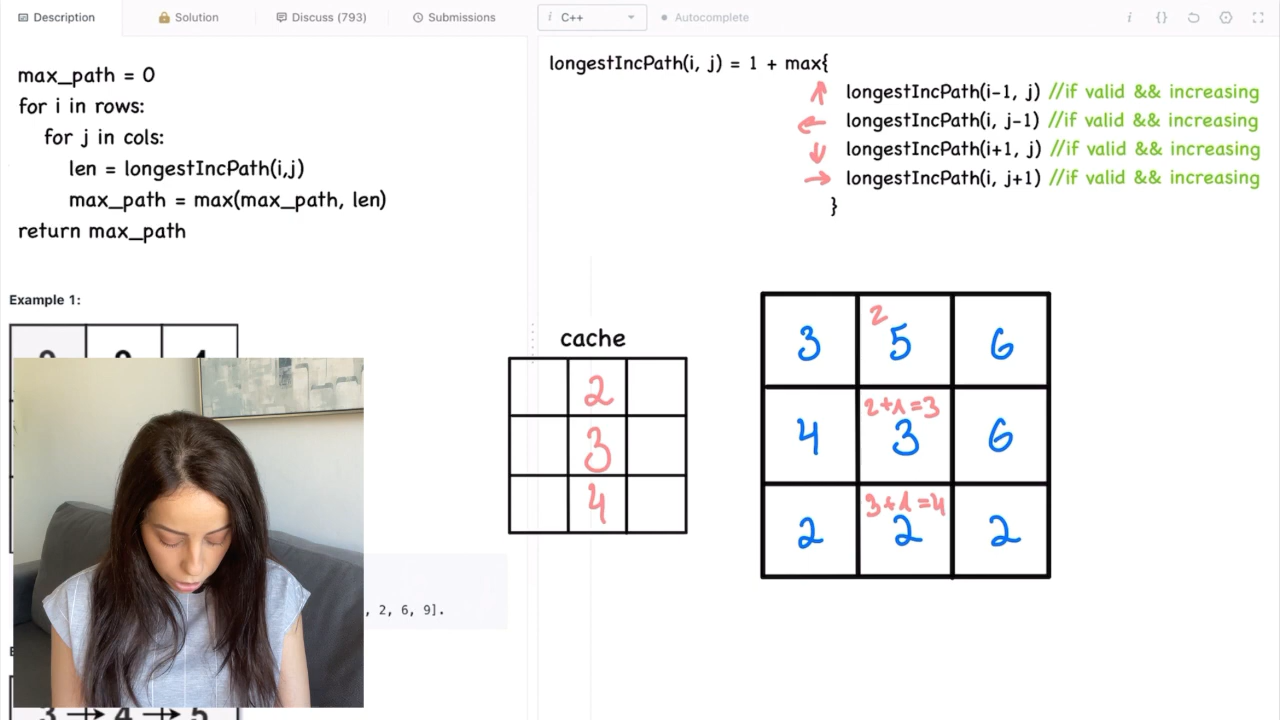 Description
Solution
Discuss (793)
Submissions
i C++
Autocomplete
i {}
max_path = 0
for i in rows:
for j in cols:
len = longestIncPath(i,j)
max_path = max(max_path, len)
return max_path
longestIncPath(i, j) = 1 + max{
longestIncPath(i-1, j) //if valid && increasing
longestIncPath(i, j-1) //if valid && increasing
longestIncPath(i+1, j) //if valid && increasing
longestIncPath(i, j+1) //if valid && increasing
}
Example 1:
, 2, 6, 9].
3 → 4 → 5
cache
2
3
4
2
3 5 6
2+1=3
4 3 6
3+1=4
2 2 2